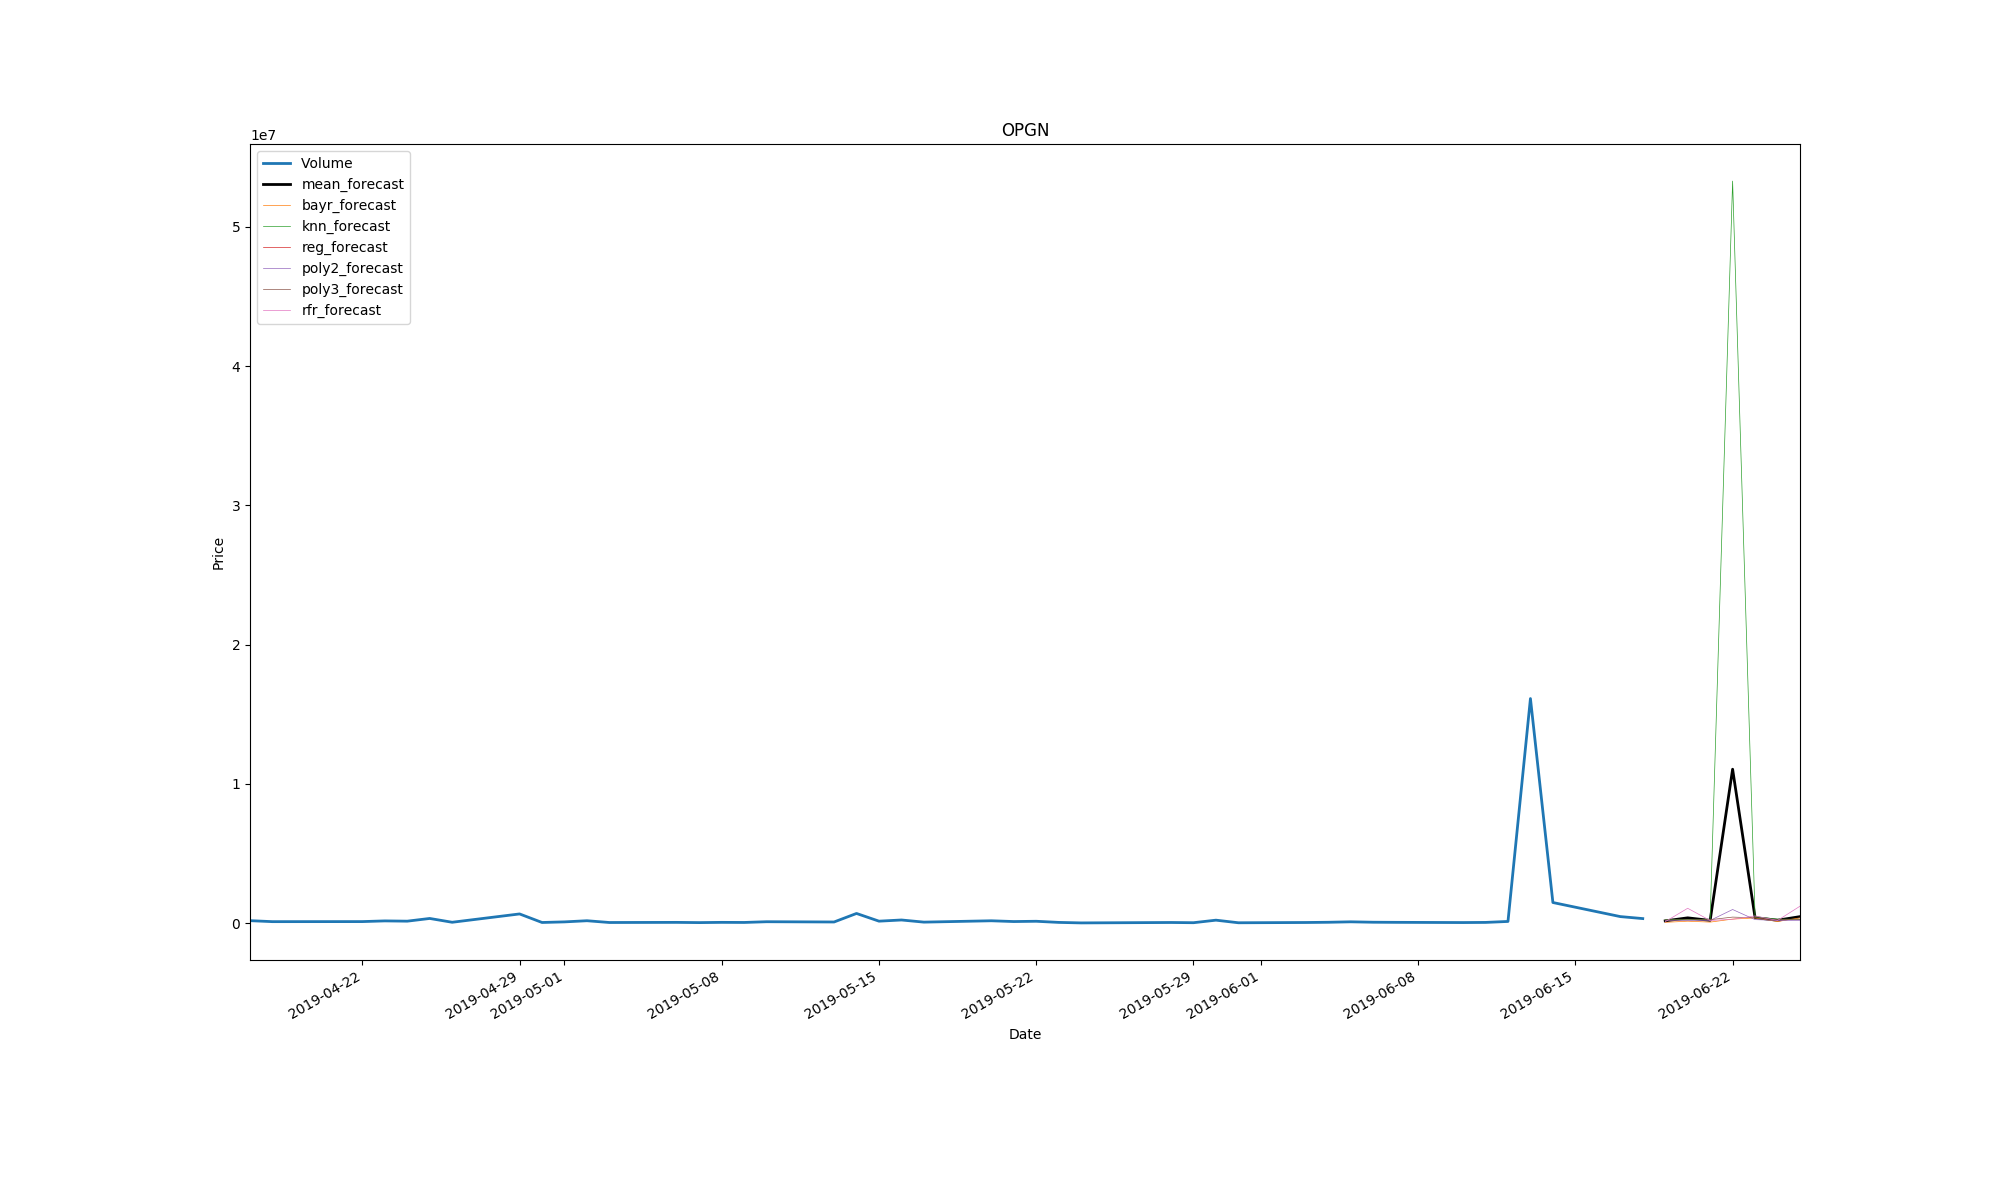 OPGN
1e7
Volume
mean_forecast
bayr_forecast
knn_forecast
reg_forecast
poly2_forecast
poly3_forecast
rfr_forecast
5
4
3
2
1
0
Price
2019-04-22
2019-04-29
2019-05-01
2019-05-08
2019-05-15
2019-05-22
2019-05-29
2019-06-01
2019-06-08
2019-06-15
2019-06-22
Date